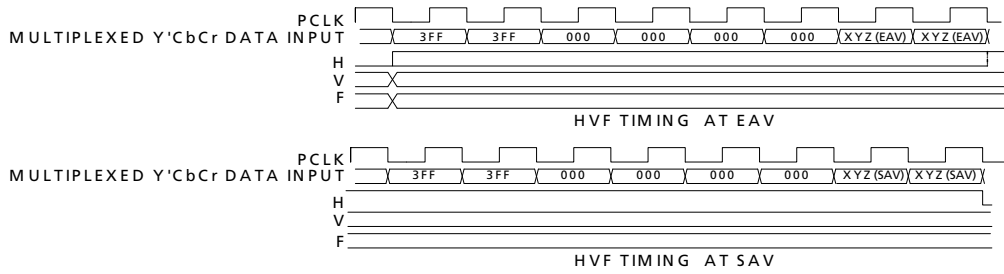 PCLK
MULTIPLEXED Y'CbCr DATA INPUT 3FF 3FF 000 000 000 000 XYZ (EAV) XYZ (EAV)
H
V
F
HVF TIMING AT EAV
PCLK
MULTIPLEXED Y'CbCr DATA INPUT 3FF 3FF 000 000 000 000 XYZ (SAV) XYZ (SAV)
H
V
F
HVF TIMING AT SAV